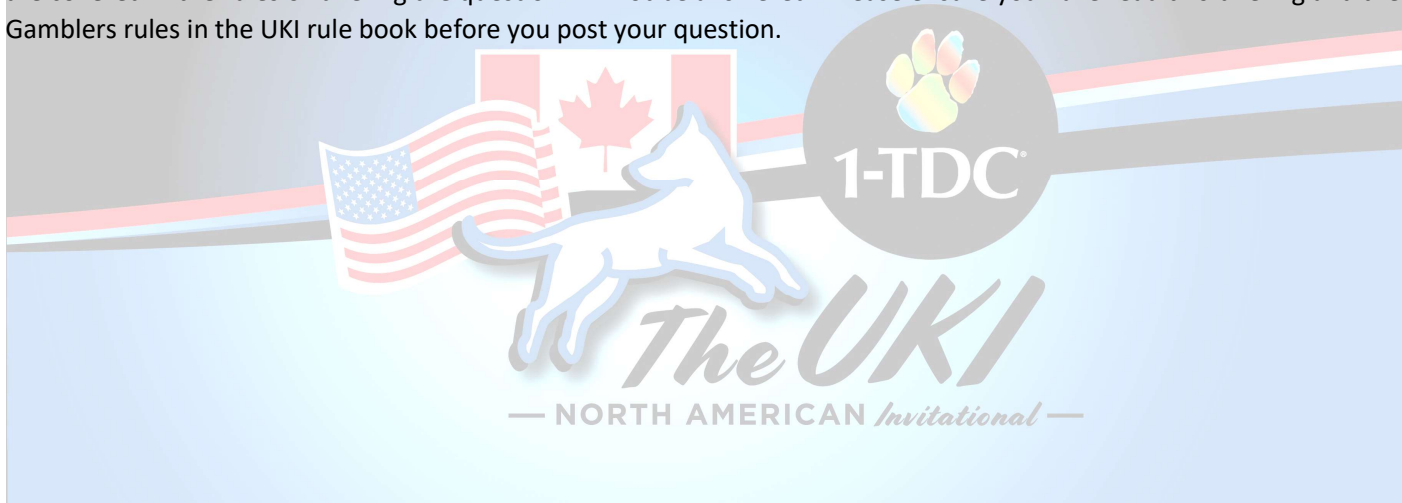 Gamblers rules in the UKI rule book before you post your question.
1-TDC®
The UKI
— NORTH AMERICAN Invitational —